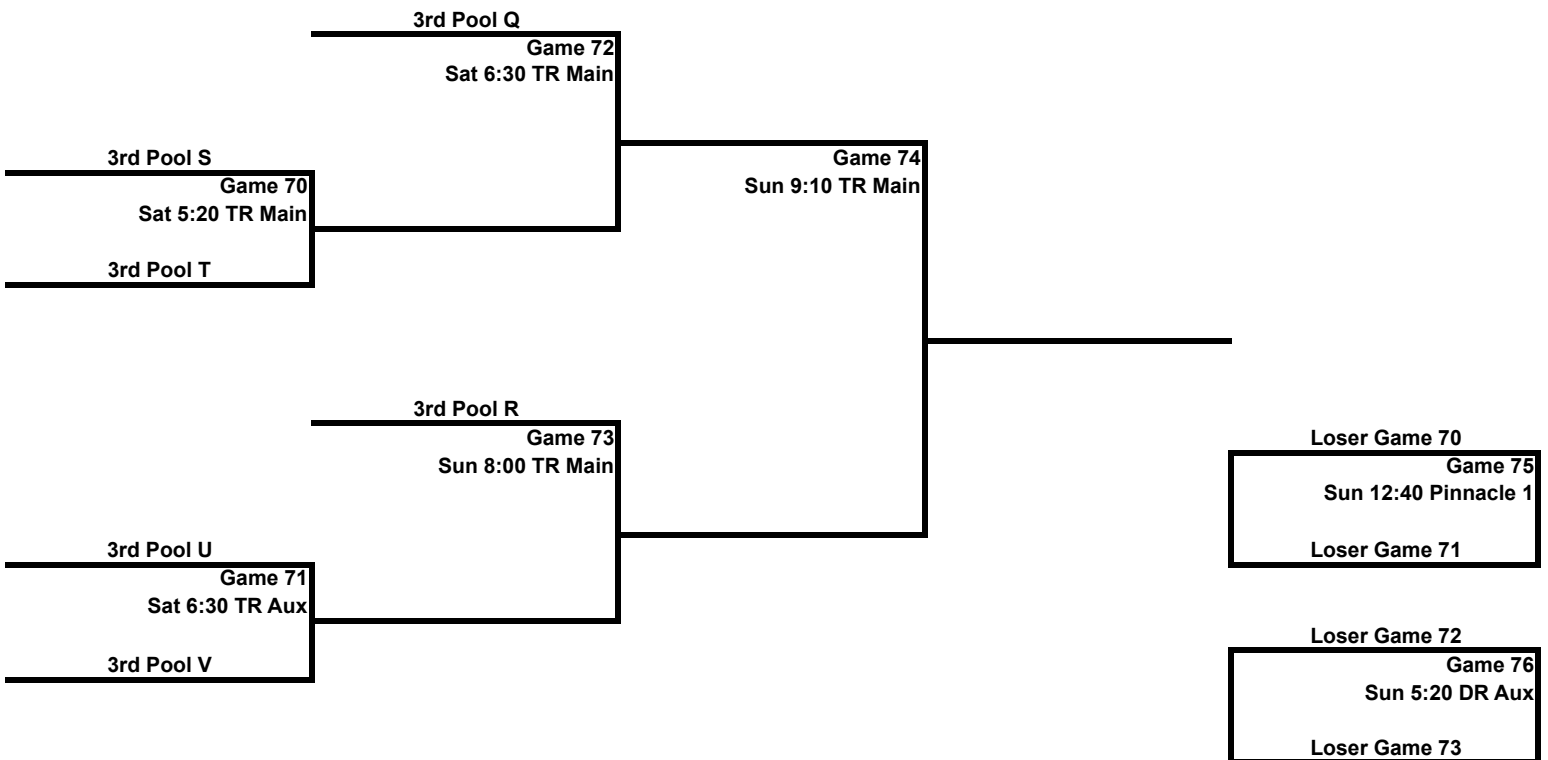 3rd Pool Q
Game 72
Sat 6:30 TR Main
3rd Pool S
Game 70
Sat 5:20 TR Main
3rd Pool T
Game 74
Sun 9:10 TR Main
3rd Pool R
Game 73
Sun 8:00 TR Main
3rd Pool U
Game 71
Sat 6:30 TR Aux
3rd Pool V
Loser Game 70
Game 75
Sun 12:40 Pinnacle 1
Loser Game 71
Loser Game 72
Game 76
Sun 5:20 DR Aux
Loser Game 73